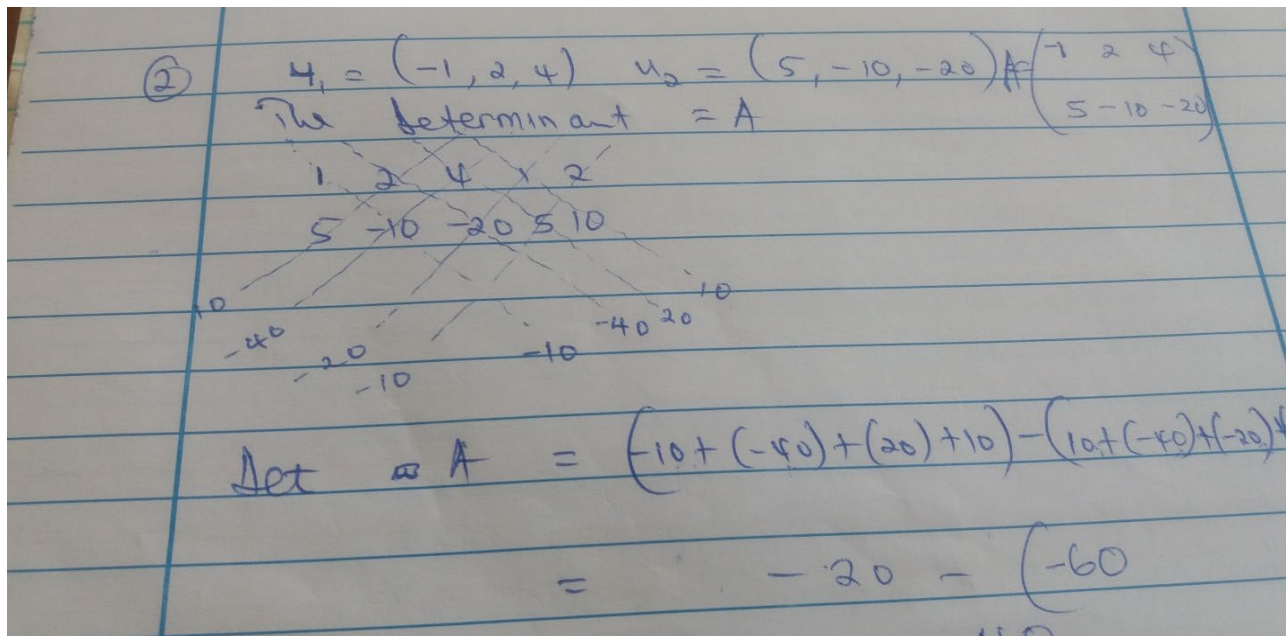 ② u₁ = (-1, 2, 4) u₂ = (5, -10, -20) A= (-1 2 4
5 -10 -20)
The determinant = A
1 2 4 1 2
5 -10 -20 5 10
10 -40 -20 -10 -10 -40 20 10
Det A = (-10 + (-40) + (20) + 10) - (10 + (-40) + (-20) +
= - 20 - (-60